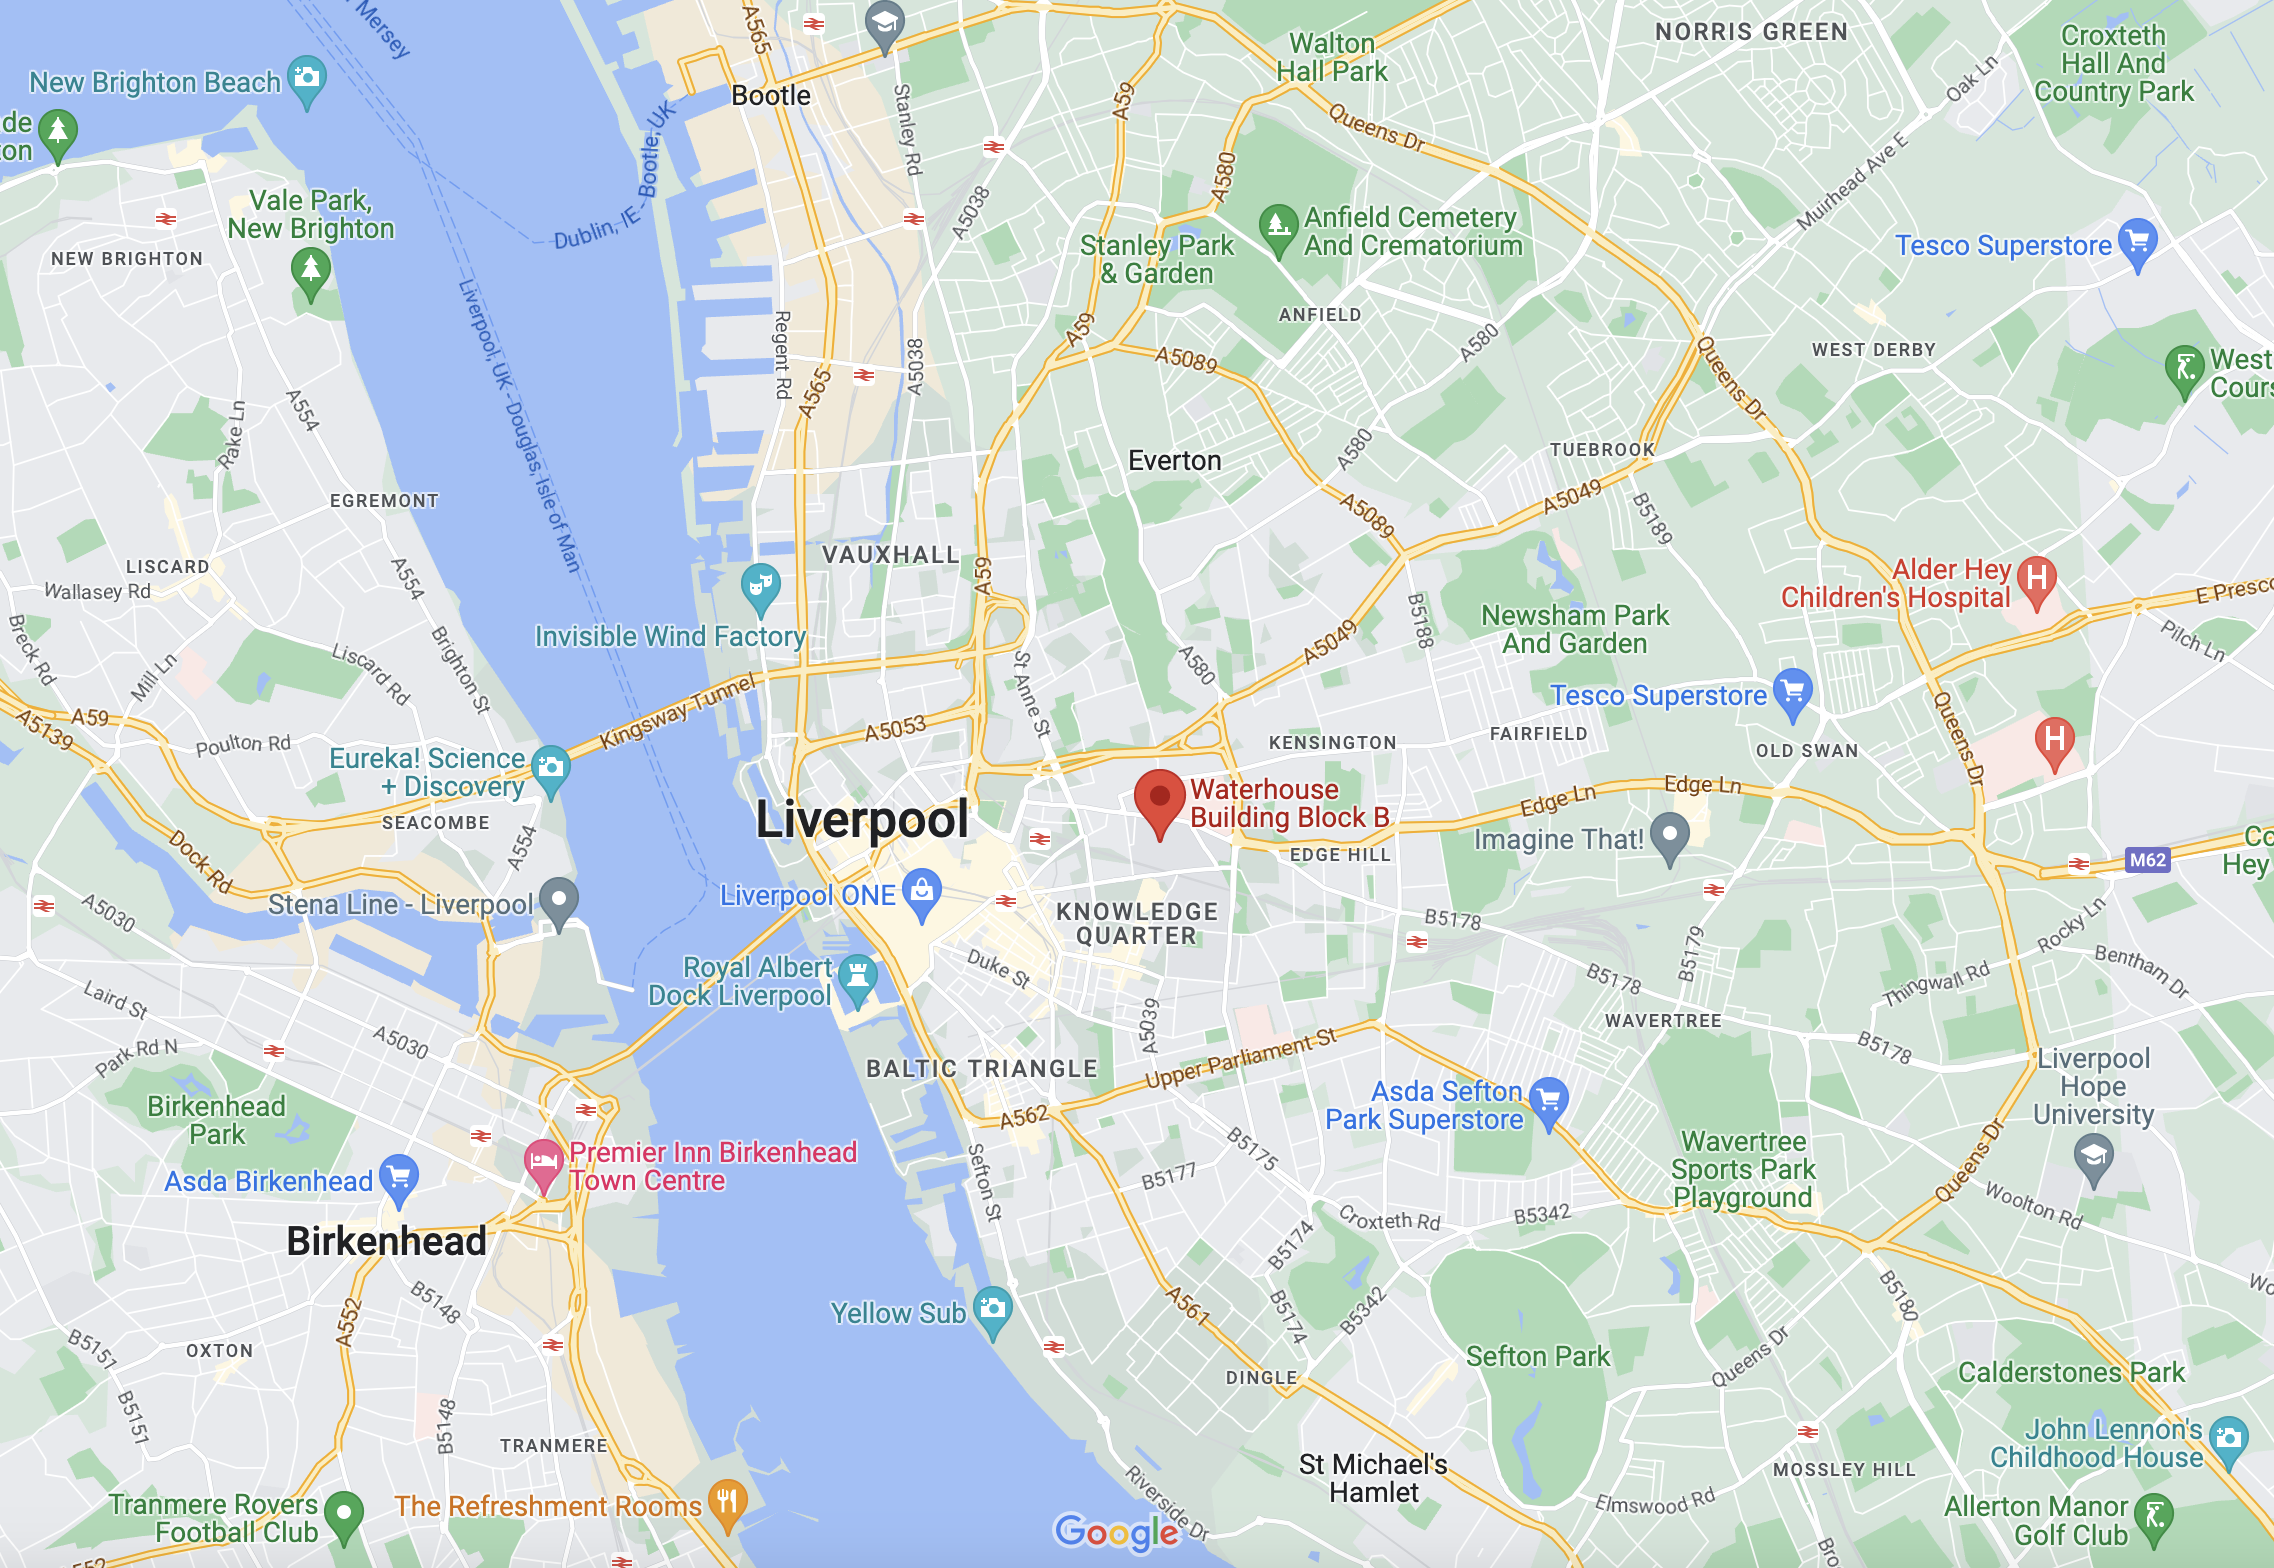 r Mersey
A565
NORRIS GREEN
Walton
Hall Park
Croxteth
Hall And
Country Park
New Brighton Beach
Bootle
A59
Oak Ln
de
on
Stanley Rd
Queens Dr
Dublin, IE - Bootle, UK
Muirhead Ave E
A580
Vale Park,
New Brighton
A5038
Anfield Cemetery
And Crematorium
Stanley Park
& Garden
Tesco Superstore
NEW BRIGHTON
ANFIELD
Liverpool, UK - Douglas, Isle of Man
Regent Rd
A59
A580
WEST DERBY
A5038
A5089
Queens Dr
West
Cours
A554
A565
Rake Ln
Everton
A580
TUEBROOK
EGREMONT
A5049
A5089
B5189
VAUXHALL
LISCARD
A554
A59
Alder Hey
Children's Hospital
Wallasey Rd
E Presco
Newsham Park
And Garden
B5188
Invisible Wind Factory
A5049
Pilch Ln
Breck Rd
Brighton St
Mill Ln
Liscard Rd
St Anne St
A580
Tesco Superstore
Kingsway Tunnel
A59
A5139
A5053
Queens Dr
Poulton Rd
KENSINGTON
FAIRFIELD
OLD SWAN
Eureka! Science
+ Discovery
Waterhouse
Building Block B
Edge Ln
Edge Ln
SEACOMBE
Liverpool
Imagine That!
A554
Dock Rd
EDGE HILL
M62
Co
Hey
Liverpool ONE
Stena Line - Liverpool
A5030
KNOWLEDGE
QUARTER
B5178
Rocky Ln
B5179
Duke St
Royal Albert
Dock Liverpool
B5178
Bentham Dr
Thingwall Rd
Laird St
A5039
WAVERTREE
A5030
Park Rd N
B5178
Upper Parliament St
BALTIC TRIANGLE
Liverpool
Hope
University
Birkenhead
Park
Asda Sefton
Park Superstore
A562
Premier Inn Birkenhead
Town Centre
B5175
Wavertree
Sports Park
Playground
Queens Dr
Asda Birkenhead
Sefton St
B5177
Woolton Rd
Croxteth Rd
B5342
Birkenhead
B5174
Wo
B5148
B5180
A561
Yellow Sub
B5174
B5342
A552
B5151
OXTON
Queens Dr
Sefton Park
DINGLE
Calderstones Park
B5151
B5148
John Lennon's
Childhood House
TRANMERE
St Michael's
Hamlet
MOSSLEY HILL
Tranmere Rovers
Football Club
The Refreshment Rooms
Riverside Dr
Elmswood Rd
Allerton Manor
Golf Club
Google
Bro
552